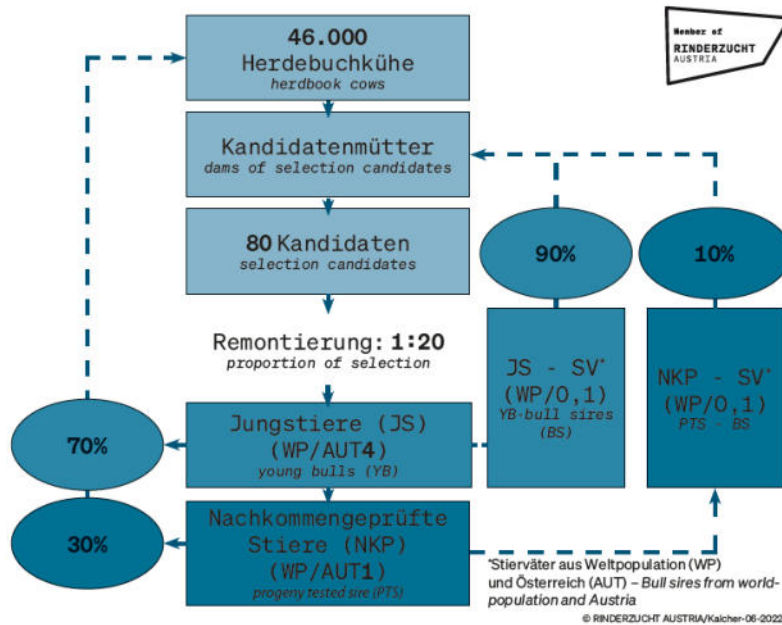 46.000
Herdebuchkühe
herdbook cows
Member of
RINDERZUCHT
AUSTRIA
Kandidatenmütter
dams of selection candidates
80 Kandidaten
selection candidates
90%
10%
Remontierung: 1:20
proportion of selection
JS - SV*
(WP/0,1)
YB-bull sires
(BS)
NKP - SV*
(WP/0,1)
PTS - BS
Jungstiere (JS)
(WP/AUT4)
young bulls (YB)
70%
Nachkommengeprüfte
Stiere (NKP)
(WP/AUT1)
progeny tested sire (PTS)
30%
*Stierväter aus Weltpopulation (WP)
und Österreich (AUT) – Bull sires from world-
population and Austria
© RINDERZUCHT AUSTRIA/Kalcher-06-2022